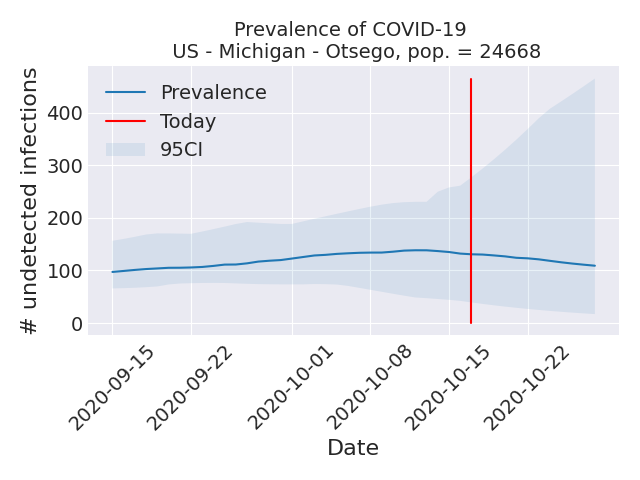 Prevalence of COVID-19
US - Michigan - Otsego, pop. = 24668
Prevalence
Today
95CI
# undetected infections
400
300
200
100
0
2020-09-15
2020-09-22
2020-10-01
2020-10-08
2020-10-15
2020-10-22
Date